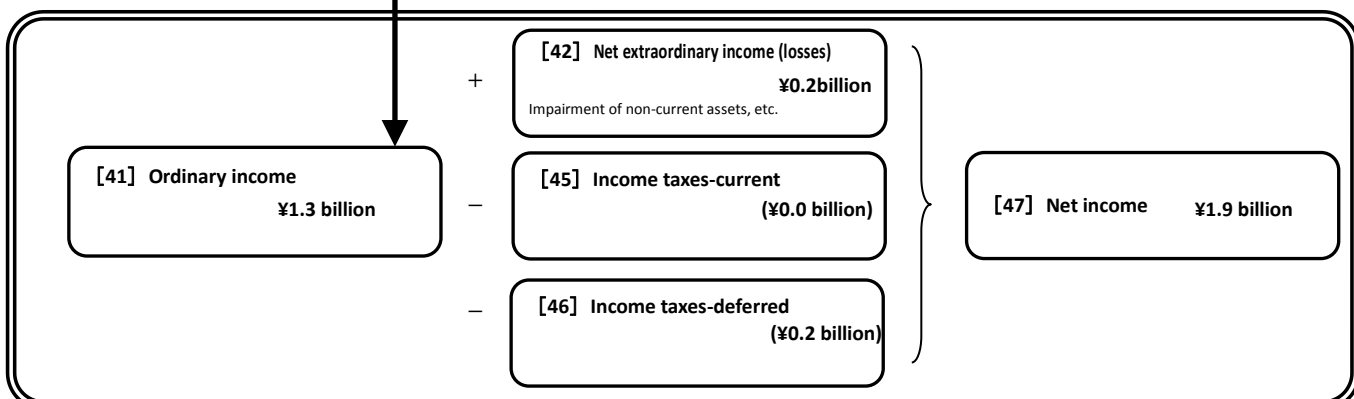 +
[42] Net extraordinary income (losses)
¥0.2billion
Impairment of non-current assets, etc.
[41] Ordinary income
¥1.3 billion
−
[45] Income taxes-current
(¥0.0 billion)
[47] Net income ¥1.9 billion
−
[46] Income taxes-deferred
(¥0.2 billion)